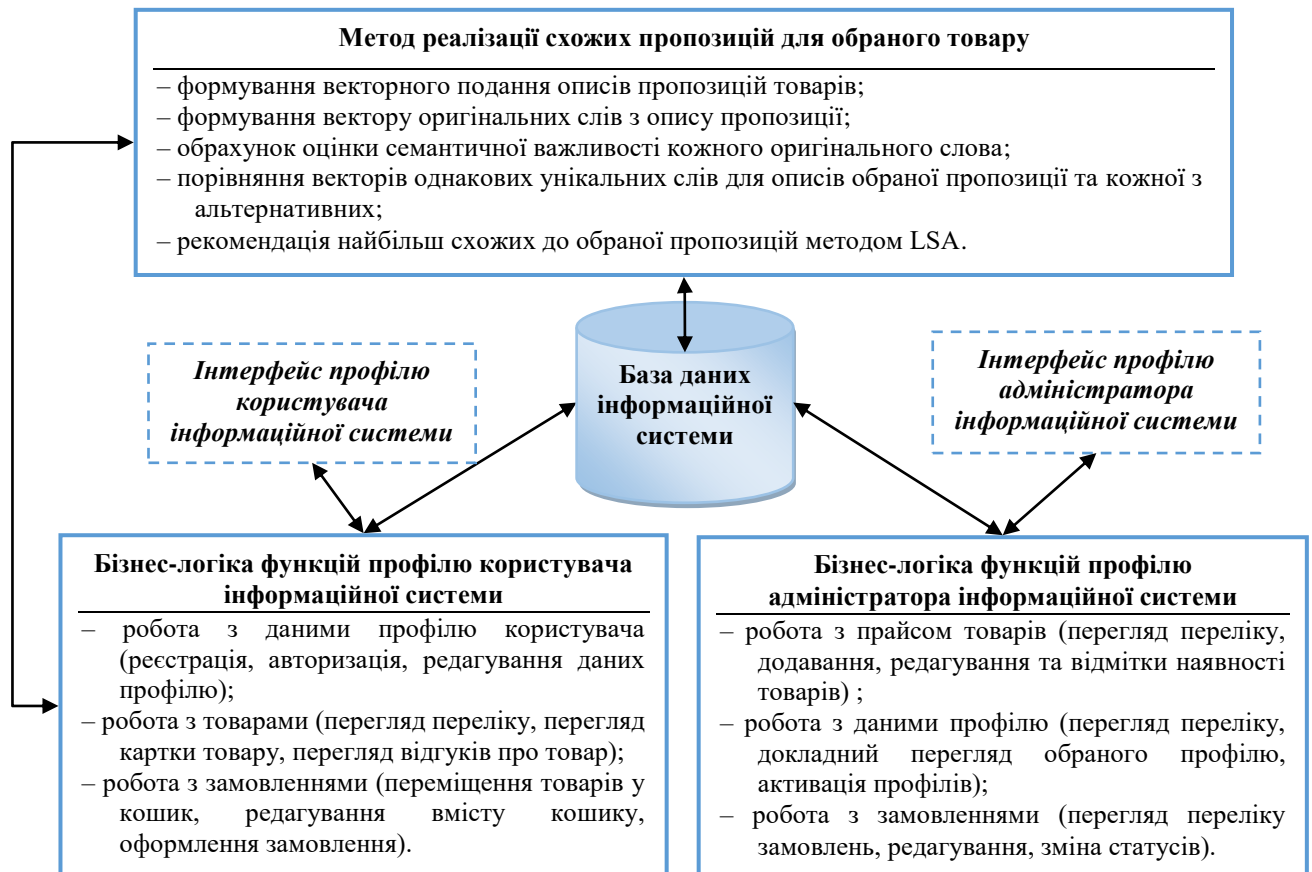 Метод реалізації схожих пропозицій для обраного товару
– формування векторного подання описів пропозицій товарів;
– формування вектору оригінальних слів з опису пропозиції;
– обрахунок оцінки семантичної важливості кожного оригінального слова;
– порівняння векторів однакових унікальних слів для описів обраної пропозиції та кожної з
альтернативних;
– рекомендація найбільш схожих до обраної пропозицій методом LSA.
Інтерфейс профілю
користувача
інформаційної системи
База даних
інформаційної
системи
Інтерфейс профілю
адміністратора
інформаційної системи
Бізнес-логіка функцій профілю користувача
інформаційної системи
– робота з даними профілю користувача
(реєстрація, авторизація, редагування даних
профілю);
– робота з товарами (перегляд переліку, перегляд
картки товару, перегляд відгуків про товар);
– робота з замовленнями (переміщення товарів у
кошик, редагування вмісту кошику,
оформлення замовлення).
Бізнес-логіка функцій профілю
адміністратора інформаційної системи
– робота з прайсом товарів (перегляд переліку,
додавання, редагування та відмітки наявності
товарів) ;
– робота з даними профілю (перегляд переліку,
докладний перегляд обраного профілю,
активація профілів);
– робота з замовленнями (перегляд переліку
замовлень, редагування, зміна статусів).